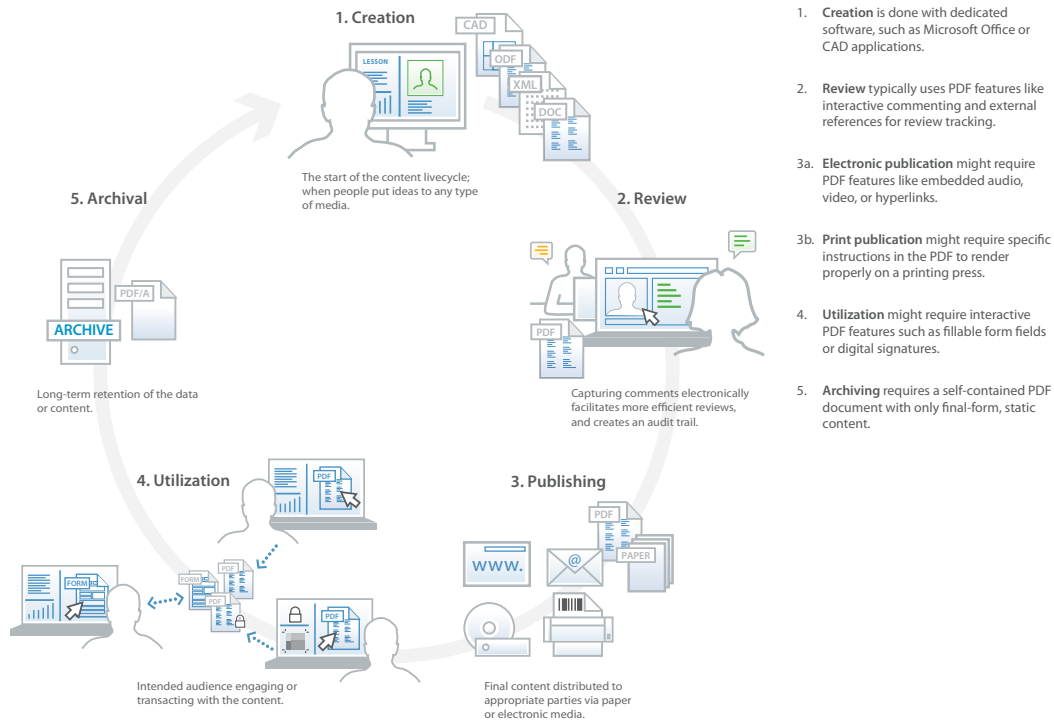 1. Creation
LESSON
CAD
ODF
XML
DOC
The start of the content livecycle;
when people put ideas to any type
of media.
2. Review
PDF
Capturing comments electronically
facilitates more efficient reviews,
and creates an audit trail.
3. Publishing
PDF
PAPER
www.
@
Final content distributed to
appropriate parties via paper
or electronic media.
4. Utilization
PDF
FORM
FORM
PDF
PDF
PDF
Intended audience engaging or
transacting with the content.
5. Archival
PDF/A
ARCHIVE
Long-term retention of the data
or content.
1. Creation is done with dedicated
software, such as Microsoft Office or
CAD applications.
2. Review typically uses PDF features like
interactive commenting and external
references for review tracking.
3a. Electronic publication might require
PDF features like embedded audio,
video, or hyperlinks.
3b. Print publication might require specific
instructions in the PDF to render
properly on a printing press.
4. Utilization might require interactive
PDF features such as fillable form fields
or digital signatures.
5. Archiving requires a self-contained PDF
document with only final-form, static
content.